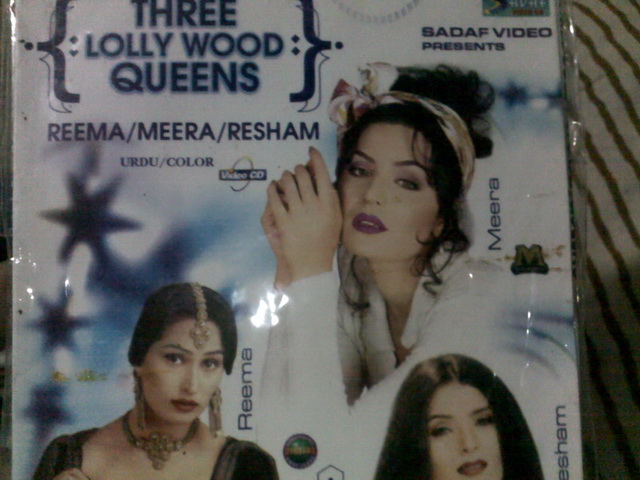 THREE
LOLLY WOOD
QUEENS
SADAF VIDEO
PRESENTS
REEMA/MEERA/RESHAM
URDU/COLOR
Video CD
Meera
M
Reema
esham